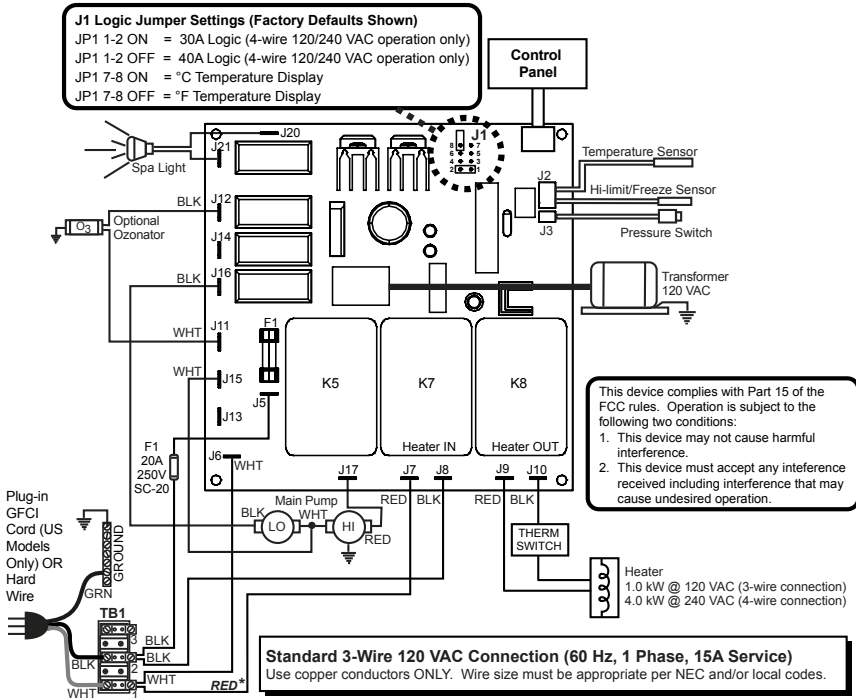 J1 Logic Jumper Settings (Factory Defaults Shown)
JP1 1-2 ON = 30A Logic (4-wire 120/240 VAC operation only)
JP1 1-2 OFF = 40A Logic (4-wire 120/240 VAC operation only)
JP1 7-8 ON = °C Temperature Display
JP1 7-8 OFF = °F Temperature Display
Control
Panel
J20
J21
Spa Light
J1
8 7
6 5
4 3
2 1
Temperature Sensor
J2
Hi-limit/Freeze Sensor
J3
Pressure Switch
BLK
J12
O3
Optional
Ozonator
J14
BLK
J16
Transformer
120 VAC
WHT
J11
F1
WHT
J15
J5
J13
K5
K7
K8
Heater IN
Heater OUT
This device complies with Part 15 of the
FCC rules. Operation is subject to the
following two conditions:
1. This device may not cause harmful
interference.
2. This device must accept any inteference
received including interference that may
cause undesired operation.
F1
20A
250V
SC-20
J6
WHT
J17
J7
J8
J9
J10
RED
BLK
RED
BLK
Main Pump
BLK
LO
WHT
HI
RED
THERM
SWITCH
Heater
1.0 kW @ 120 VAC (3-wire connection)
4.0 kW @ 240 VAC (4-wire connection)
Plug-in
GFCI
Cord (US
Models
Only) OR
Hard
Wire
GROUND
GRN
TB1
3
BLK
BLK
2
BLK
WHT
WHT
1
RED*
Standard 3-Wire 120 VAC Connection (60 Hz, 1 Phase, 15A Service)
Use copper conductors ONLY. Wire size must be appropriate per NEC and/or local codes.